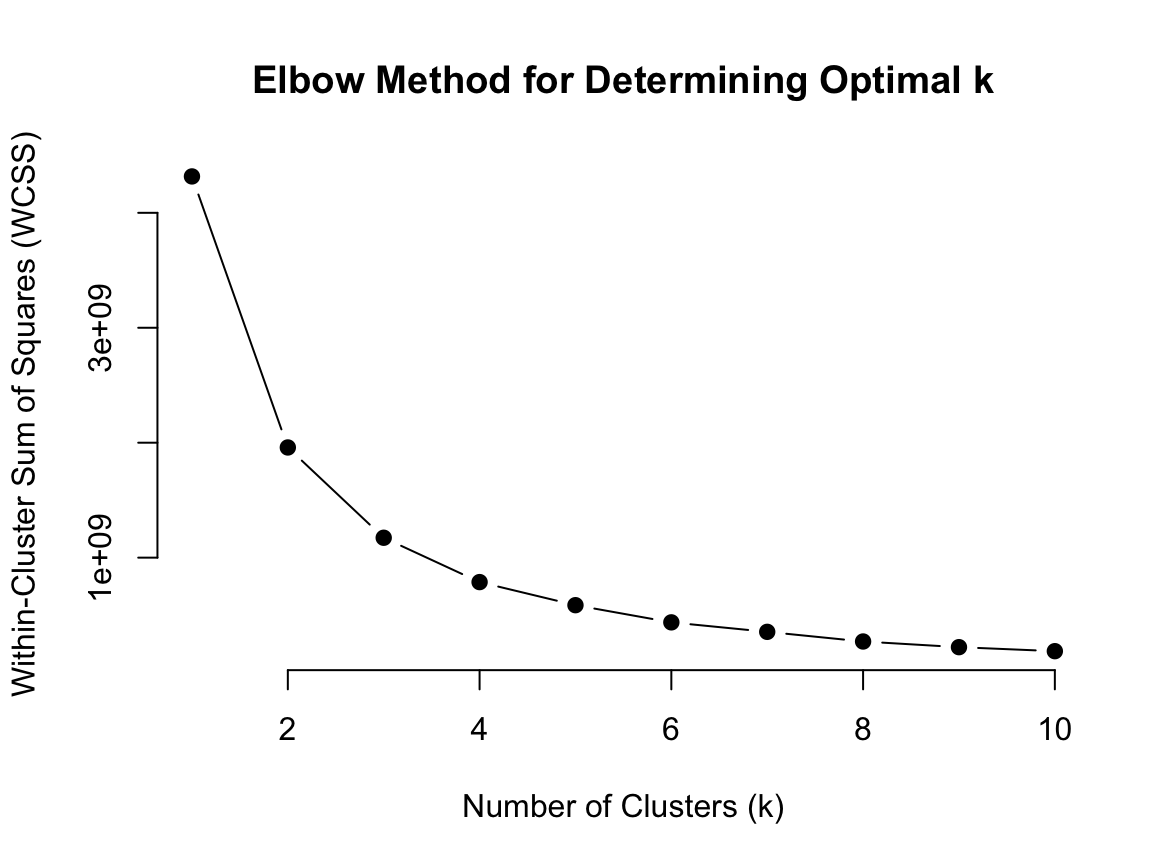 Elbow Method for Determining Optimal k
Within-Cluster Sum of Squares (WCSS)
3e+09
1e+09
2 4 6 8 10
Number of Clusters (k)